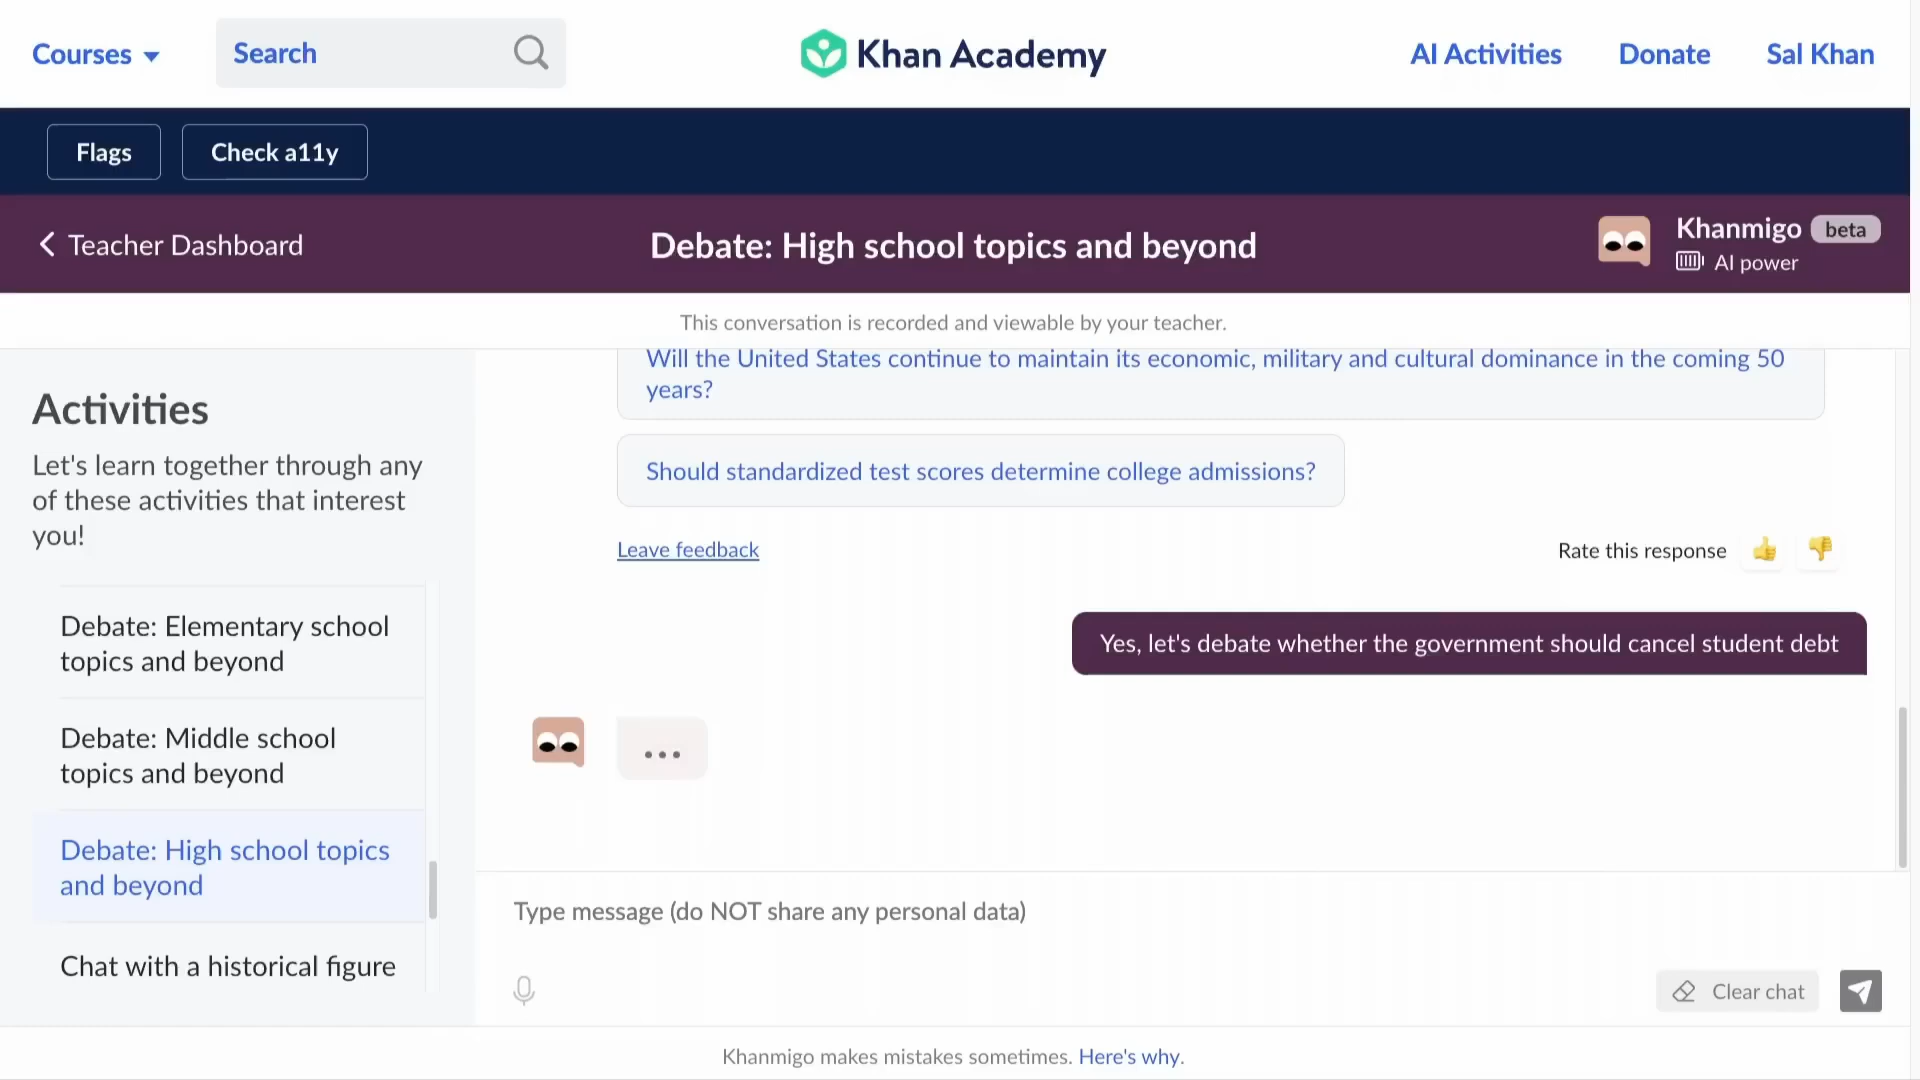 Courses
Search
Khan Academy
AI Activities
Donate
Sal Khan
Flags
Check a11y
Teacher Dashboard
Debate: High school topics and beyond
Khanmigo beta
AI power
This conversation is recorded and viewable by your teacher.
Activities
Let's learn together through any
of these activities that interest
you!
Debate: Elementary school
topics and beyond
Debate: Middle school
topics and beyond
Debate: High school topics
and beyond
Chat with a historical figure
Will the United States continue to maintain its economic, military and cultural dominance in the coming 50
years?
Should standardized test scores determine college admissions?
Leave feedback
Rate this response
Yes, let's debate whether the government should cancel student debt
...
Type message (do NOT share any personal data)
Clear chat
Khanmigo makes mistakes sometimes. Here's why.